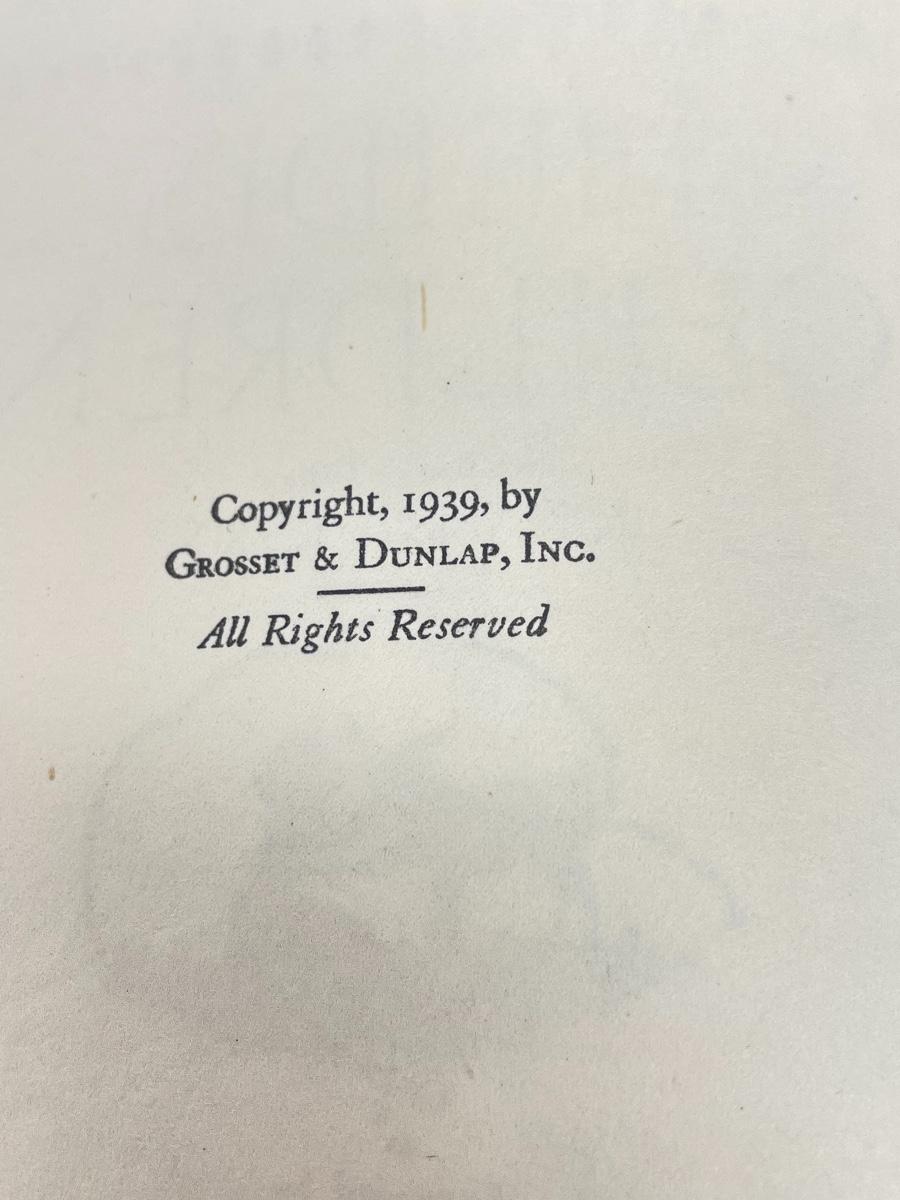 Copyright, 1939, by
GROSSET & DUNLAP, INC.
All Rights Reserved